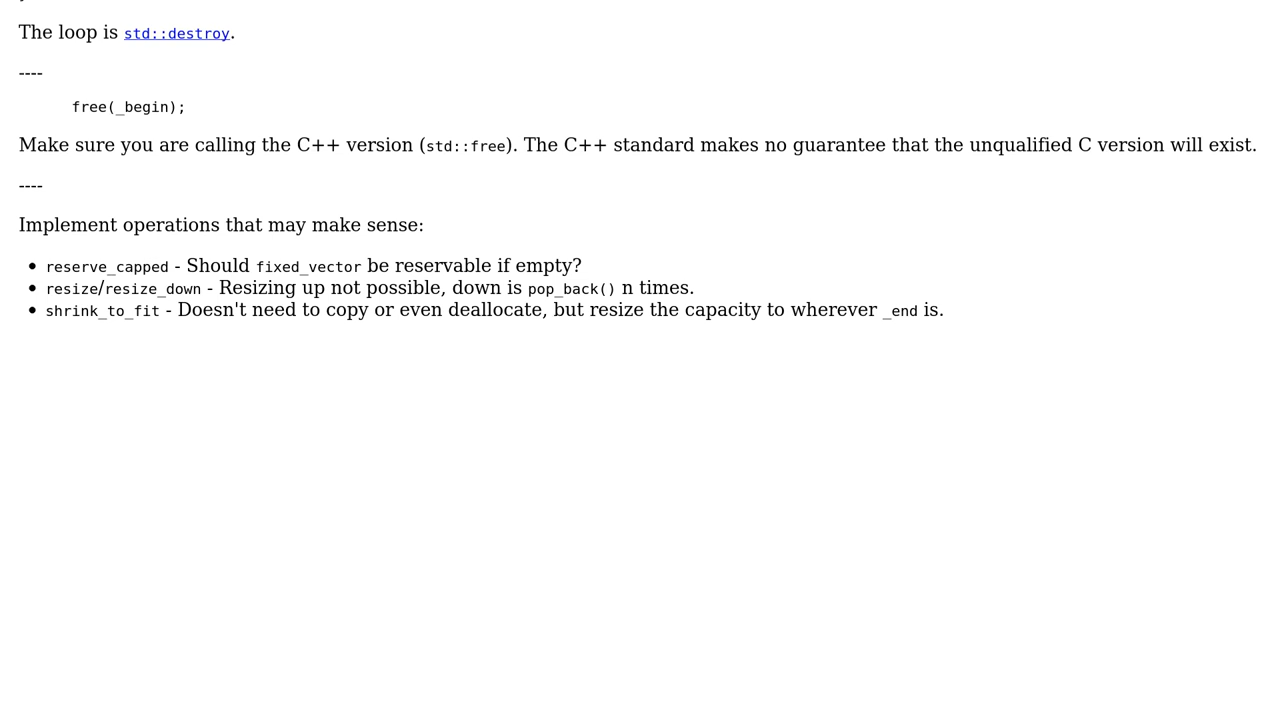 The loop is std::destroy.
----
free(_begin);
Make sure you are calling the C++ version (std::free). The C++ standard makes no guarantee that the unqualified C version will exist.
----
Implement operations that may make sense:
• reserve_capped - Should fixed_vector be reservable if empty?
• resize/resize_down - Resizing up not possible, down is pop_back() n times.
• shrink_to_fit - Doesn't need to copy or even deallocate, but resize the capacity to wherever _end is.